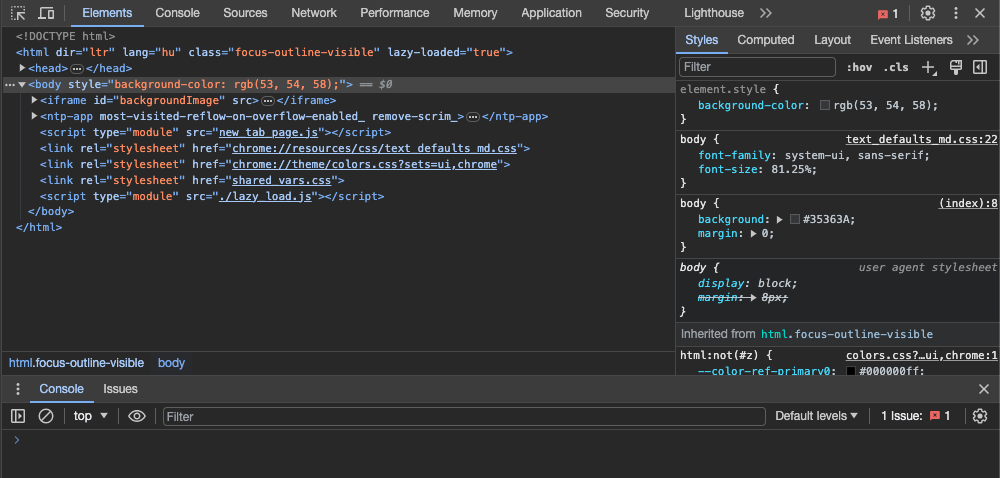 Elements Console Sources Network Performance Memory Application Security Lighthouse 1
<!DOCTYPE html>
<html dir="ltr" lang="hu" class="focus-outline-visible" lazy-loaded="true">
<head>…</head>
<body style="background-color: rgb(53, 54, 58);"> == $0
<iframe id="backgroundImage" src>…</iframe>
<ntp-app most-visited-reflow-on-overflow-enabled_ remove-scrim_>…</ntp-app>
<script type="module" src="new_tab_page.js"></script>
<link rel="stylesheet" href="chrome://resources/css/text_defaults_md.css">
<link rel="stylesheet" href="chrome://theme/colors.css?sets=ui,chrome">
<link rel="stylesheet" href="shared_vars.css">
<script type="module" src="./lazy_load.js"></script>
</body>
</html>
html.focus-outline-visible body
Styles Computed Layout Event Listeners
Filter :hov .cls
element.style {
background-color: rgb(53, 54, 58);
}
body { text_defaults_md.css:22
font-family: system-ui, sans-serif;
font-size: 81.25%;
}
body { (index):8
background: #35363A;
margin: 0;
}
body { user agent stylesheet
display: block;
margin: 8px;
}
Inherited from html.focus-outline-visible
html:not(#z) { colors.css?…ui,chrome:1
--color-ref-primary0: #000000ff;
Console Issues
top Filter Default levels 1 Issue: 1